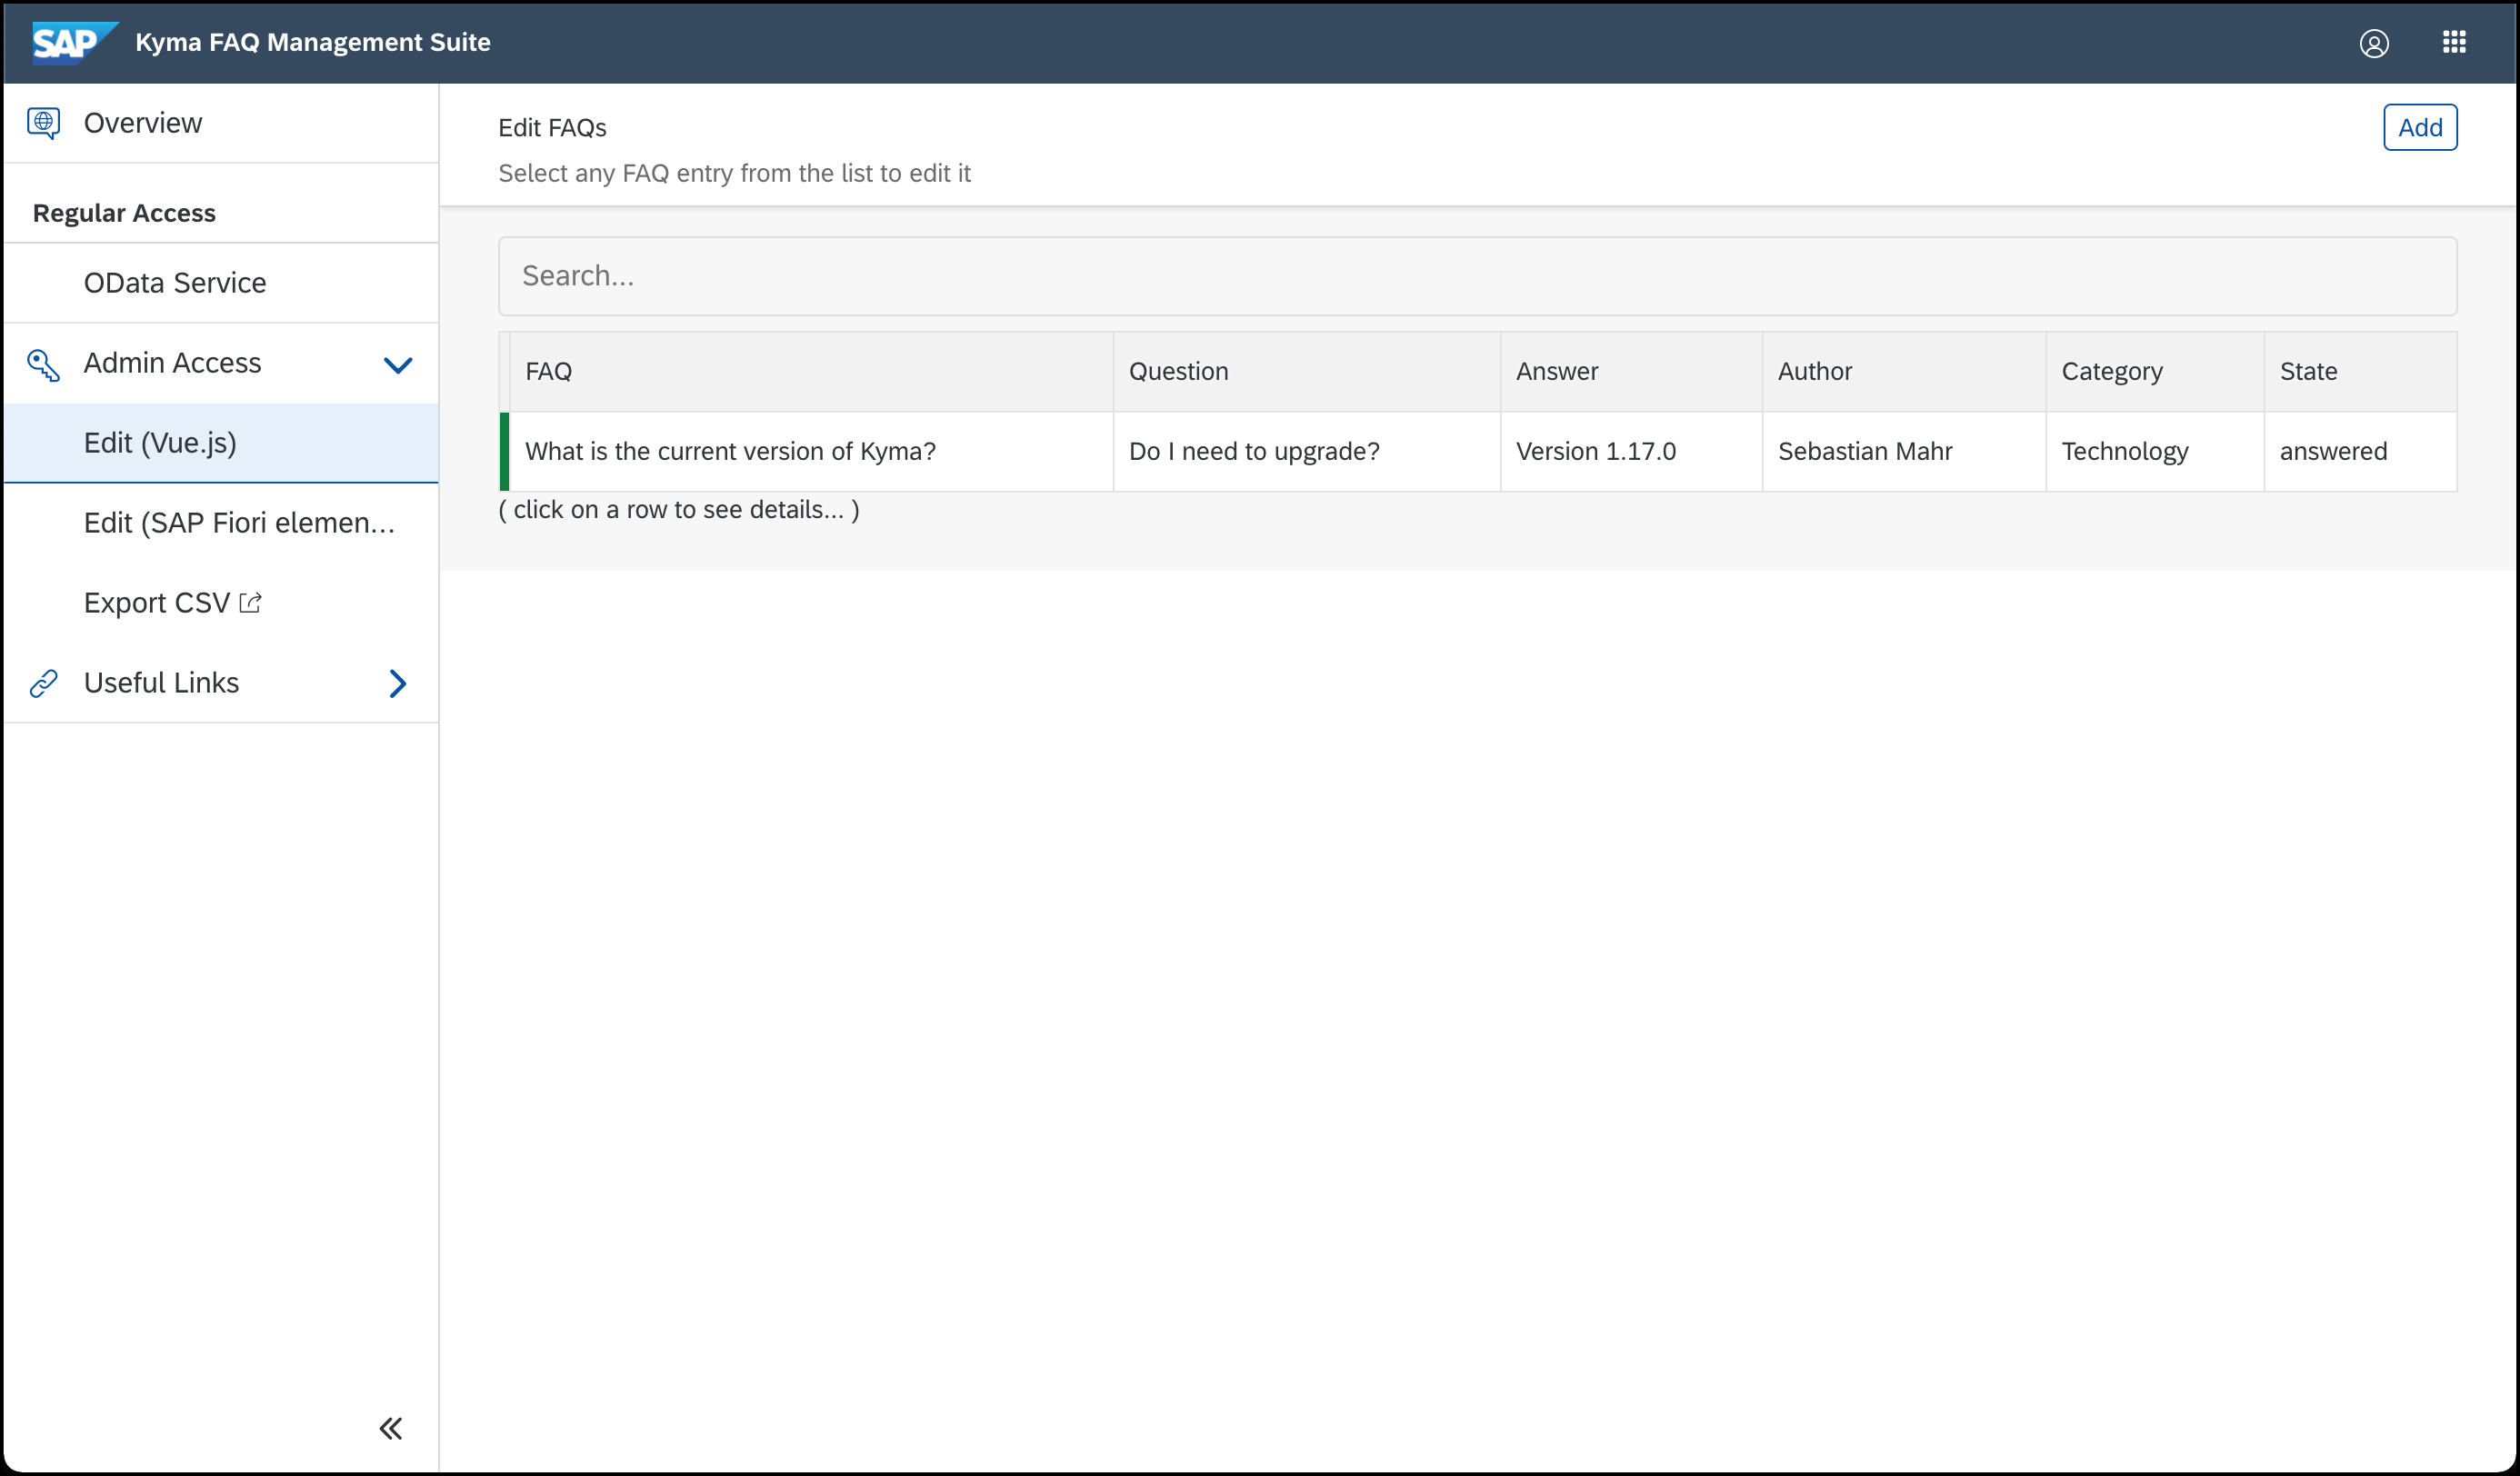 SAP Kyma FAQ Management Suite
Overview
Regular Access
OData Service
Admin Access
Edit (Vue.js)
Edit (SAP Fiori elemen...
Export CSV
Useful Links
Edit FAQs
Add
Select any FAQ entry from the list to edit it
Search...
FAQ Question Answer Author Category State
What is the current version of Kyma? Do I need to upgrade? Version 1.17.0 Sebastian Mahr Technology answered
( click on a row to see details... )